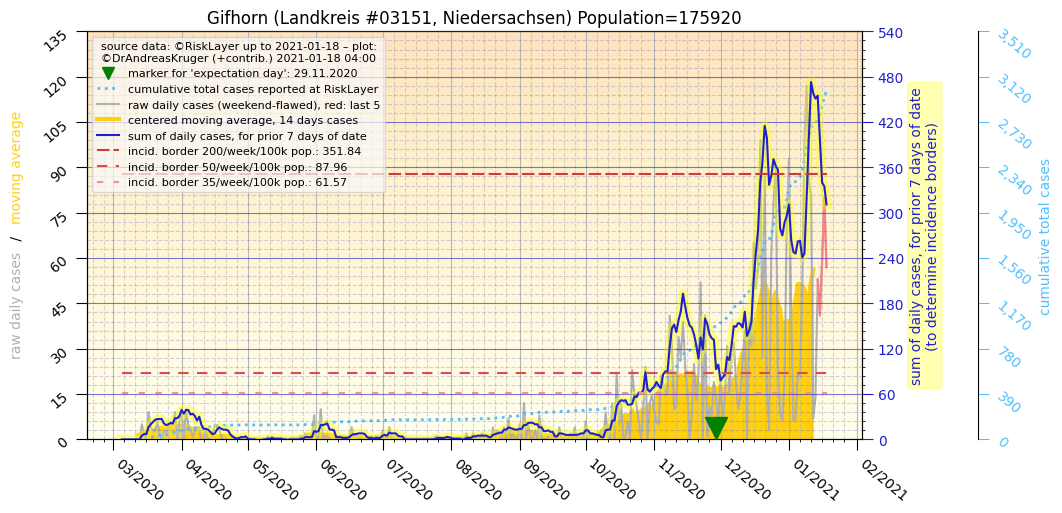 Gifhorn (Landkreis #03151, Niedersachsen) Population=175920
source data: ©RiskLayer up to 2021-01-18 – plot:
©DrAndreasKruger (+contrib.) 2021-01-18 04:00
marker for 'expectation day': 29.11.2020
cumulative total cases reported at RiskLayer
raw daily cases (weekend-flawed), red: last 5
centered moving average, 14 days cases
sum of daily cases, for prior 7 days of date
incid. border 200/week/100k pop.: 351.84
incid. border 50/week/100k pop.: 87.96
incid. border 35/week/100k pop.: 61.57
raw daily cases / moving average
135
120
105
90
75
60
45
30
15
0
540
480
420
360
300
240
180
120
60
0
sum of daily cases, for prior 7 days of date
(to determine incidence borders)
3,510
3,120
2,730
2,340
1,950
1,560
1,170
780
390
0
cumulative total cases
03/2020
04/2020
05/2020
06/2020
07/2020
08/2020
09/2020
10/2020
11/2020
12/2020
01/2021
02/2021